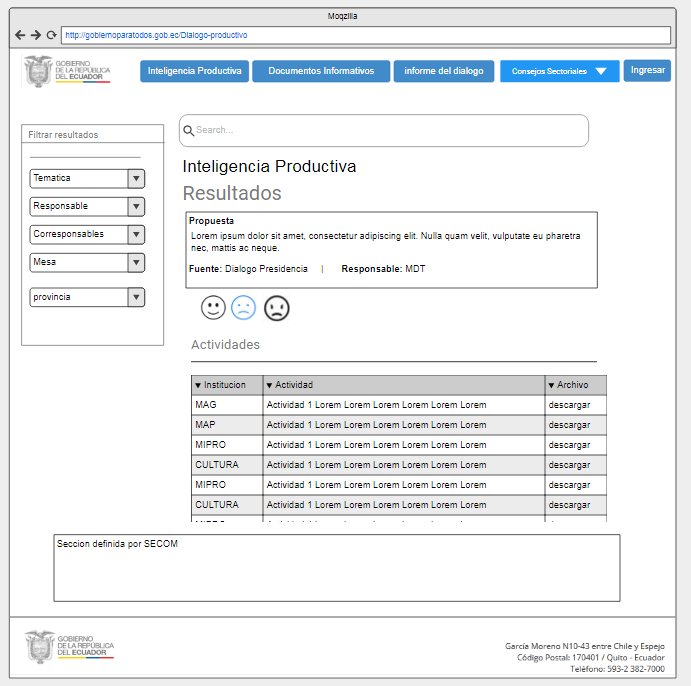 Moqzilla
http://gobiernoparatodos.gob.ec/Dialogo-productivo
GOBIERNO
DE LA REPÚBLICA
DEL ECUADOR
Inteligencia Productiva
Documentos Informativos
informe del dialogo
Consejos Sectoriales
Ingresar
Filtrar resultados
Tematica
Responsable
Corresponsables
Mesa
provincia
Search...
Inteligencia Productiva
Resultados
Propuesta
Lorem ipsum dolor sit amet, consectetur adipiscing elit. Nulla quam velit, vulputate eu pharetra
nec, mattis ac neque.
Fuente: Dialogo Presidencia | Responsable: MDT
Actividades
Institucion Actividad Archivo
MAG Actividad 1 Lorem Lorem Lorem Lorem Lorem Lorem descargar
MAP Actividad 1 Lorem Lorem Lorem Lorem Lorem Lorem descargar
MIPRO Actividad 1 Lorem Lorem Lorem Lorem Lorem Lorem descargar
CULTURA Actividad 1 Lorem Lorem Lorem Lorem Lorem Lorem descargar
MIPRO Actividad 1 Lorem Lorem Lorem Lorem Lorem Lorem descargar
CULTURA Actividad 1 Lorem Lorem Lorem Lorem Lorem Lorem descargar
Seccion definida por SECOM
GOBIERNO
DE LA REPÚBLICA
DEL ECUADOR
García Moreno N10-43 entre Chile y Espejo
Código Postal: 170401 / Quito - Ecuador
Teléfono: 593-2 382-7000